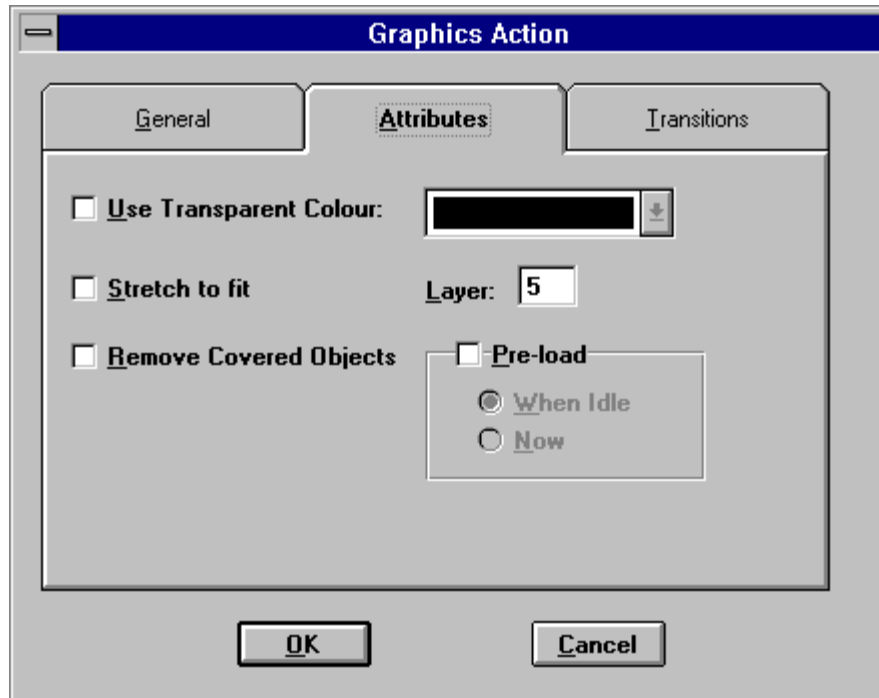 Graphics Action
General Attributes Transitions
Use Transparent Colour:
Stretch to fit Layer: 5
Remove Covered Objects Pre-load
When Idle
Now
OK Cancel